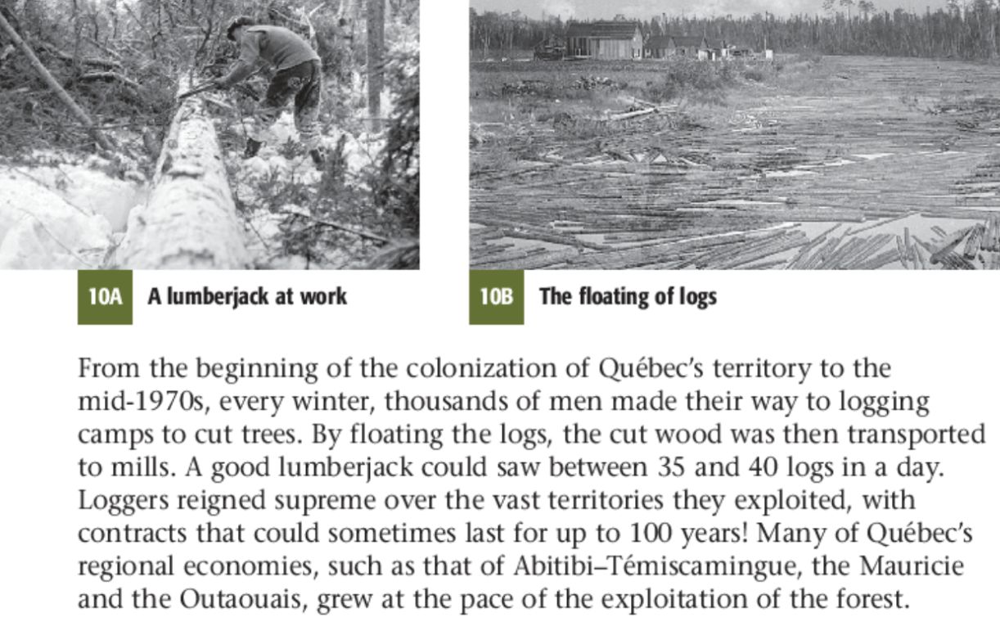 10A A lumberjack at work
10B The floating of logs
From the beginning of the colonization of Québec's territory to the
mid-1970s, every winter, thousands of men made their way to logging
camps to cut trees. By floating the logs, the cut wood was then transported
to mills. A good lumberjack could saw between 35 and 40 logs in a day.
Loggers reigned supreme over the vast territories they exploited, with
contracts that could sometimes last for up to 100 years! Many of Québec's
regional economies, such as that of Abitibi–Témiscamingue, the Mauricie
and the Outaouais, grew at the pace of the exploitation of the forest.